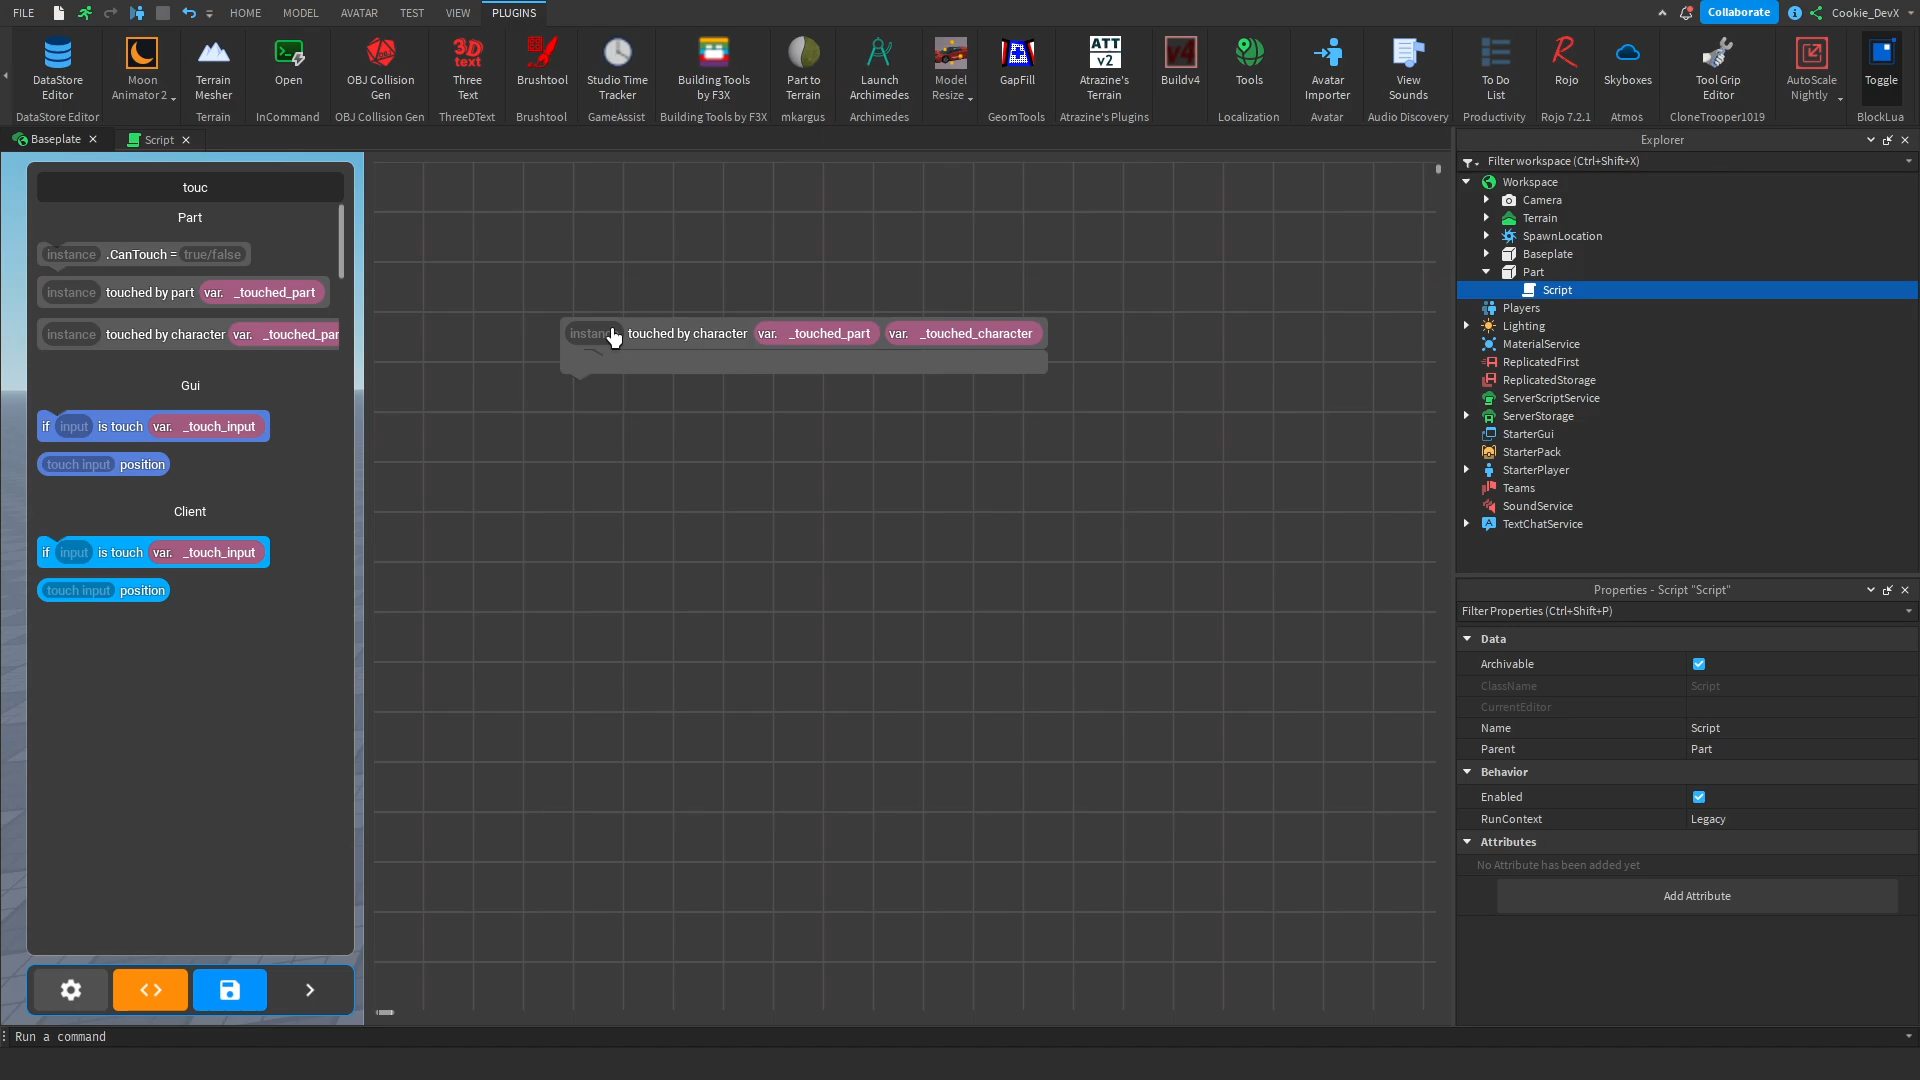 FILE HOME MODEL AVATAR TEST VIEW PLUGINS Collaborate Cookie_DevX
DataStore Editor
Moon Animator 2
Terrain Mesher
Open
OBJ Collision Gen
3D text
Three Text
Brushtool
Studio Time Tracker
Building Tools by F3X
Part to Terrain
Launch Archimedes
Model Resize
GapFill
ATT v2
Atrazine's Terrain
v4
Buildv4
Tools
Avatar Importer
View Sounds
To Do List
Rojo
Skyboxes
Tool Grip Editor
AutoScale Nightly
Toggle
DataStore Editor Terrain InCommand OBJ Collision Gen ThreeDText Brushtool GameAssist Building Tools by F3X mkargus Archimedes GeomTools Atrazine's Plugins Localization Avatar Audio Discovery Productivity Rojo 7.2.1 Atmos CloneTrooper1019 BlockLua
Baseplate Script
touc
Part
instance .CanTouch = true/false
instance touched by part var. _touched_part
instance touched by character var. _touched_par
Gui
if input is touch var. _touch_input
touch input position
Client
if input is touch var. _touch_input
touch input position
instance touched by character var. _touched_part var. _touched_character
Explorer
Filter workspace (Ctrl+Shift+X)
Workspace
Camera
Terrain
SpawnLocation
Baseplate
Part
Script
Players
Lighting
MaterialService
ReplicatedFirst
ReplicatedStorage
ServerScriptService
ServerStorage
StarterGui
StarterPack
StarterPlayer
Teams
SoundService
TextChatService
Properties - Script "Script"
Filter Properties (Ctrl+Shift+P)
Data
Archivable
ClassName Script
CurrentEditor
Name Script
Parent Part
Behavior
Enabled
RunContext Legacy
Attributes
No Attribute has been added yet
Add Attribute
Run a command